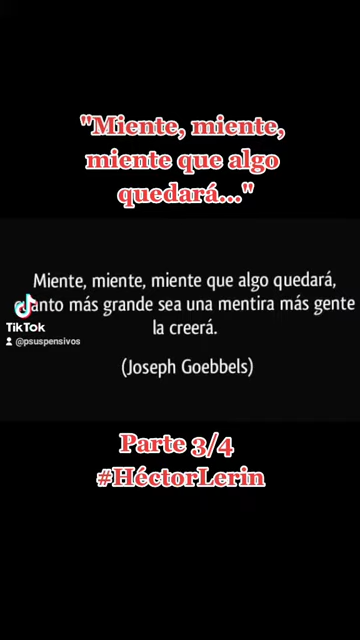 "Miente, miente,
miente que algo
quedará..."
Miente, miente, miente que algo quedará,
cuanto más grande sea una mentira más gente
la creerá.
TikTok
@psuspensivos
(Joseph Goebbels)
Parte 3/4
#HéctorLerin